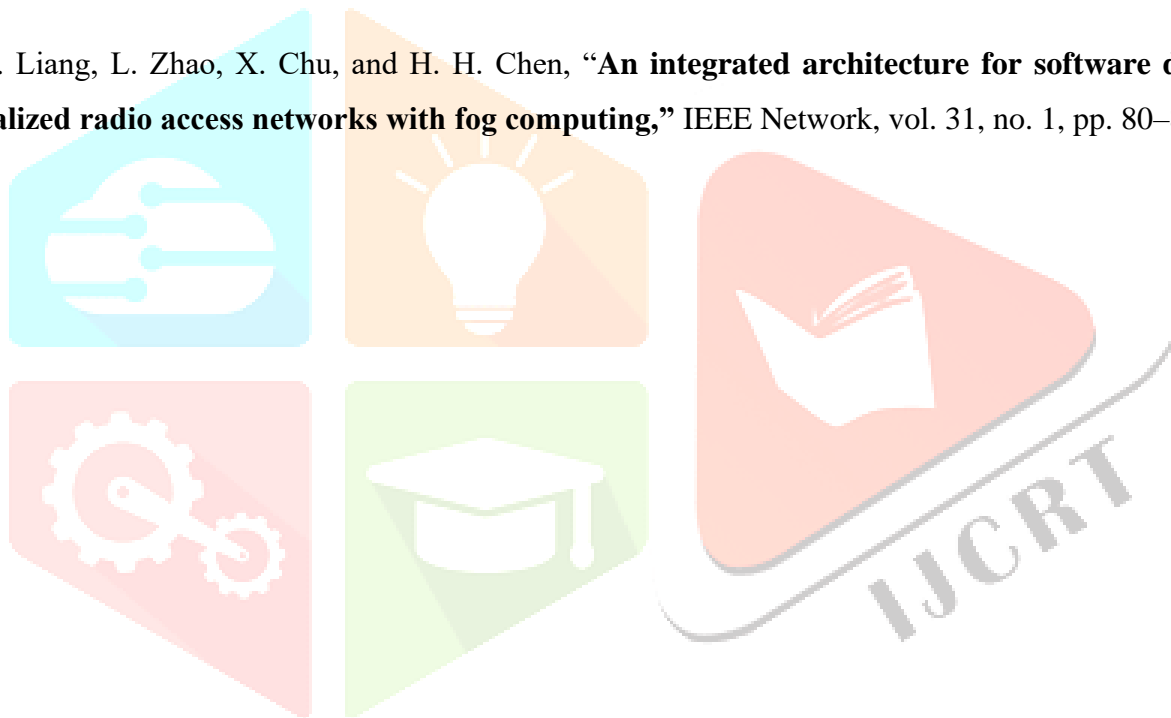 . Liang, L. Zhao, X. Chu, and H. H. Chen, “An integrated architecture for software d
alized radio access networks with fog computing,” IEEE Network, vol. 31, no. 1, pp. 80–
IJCRT